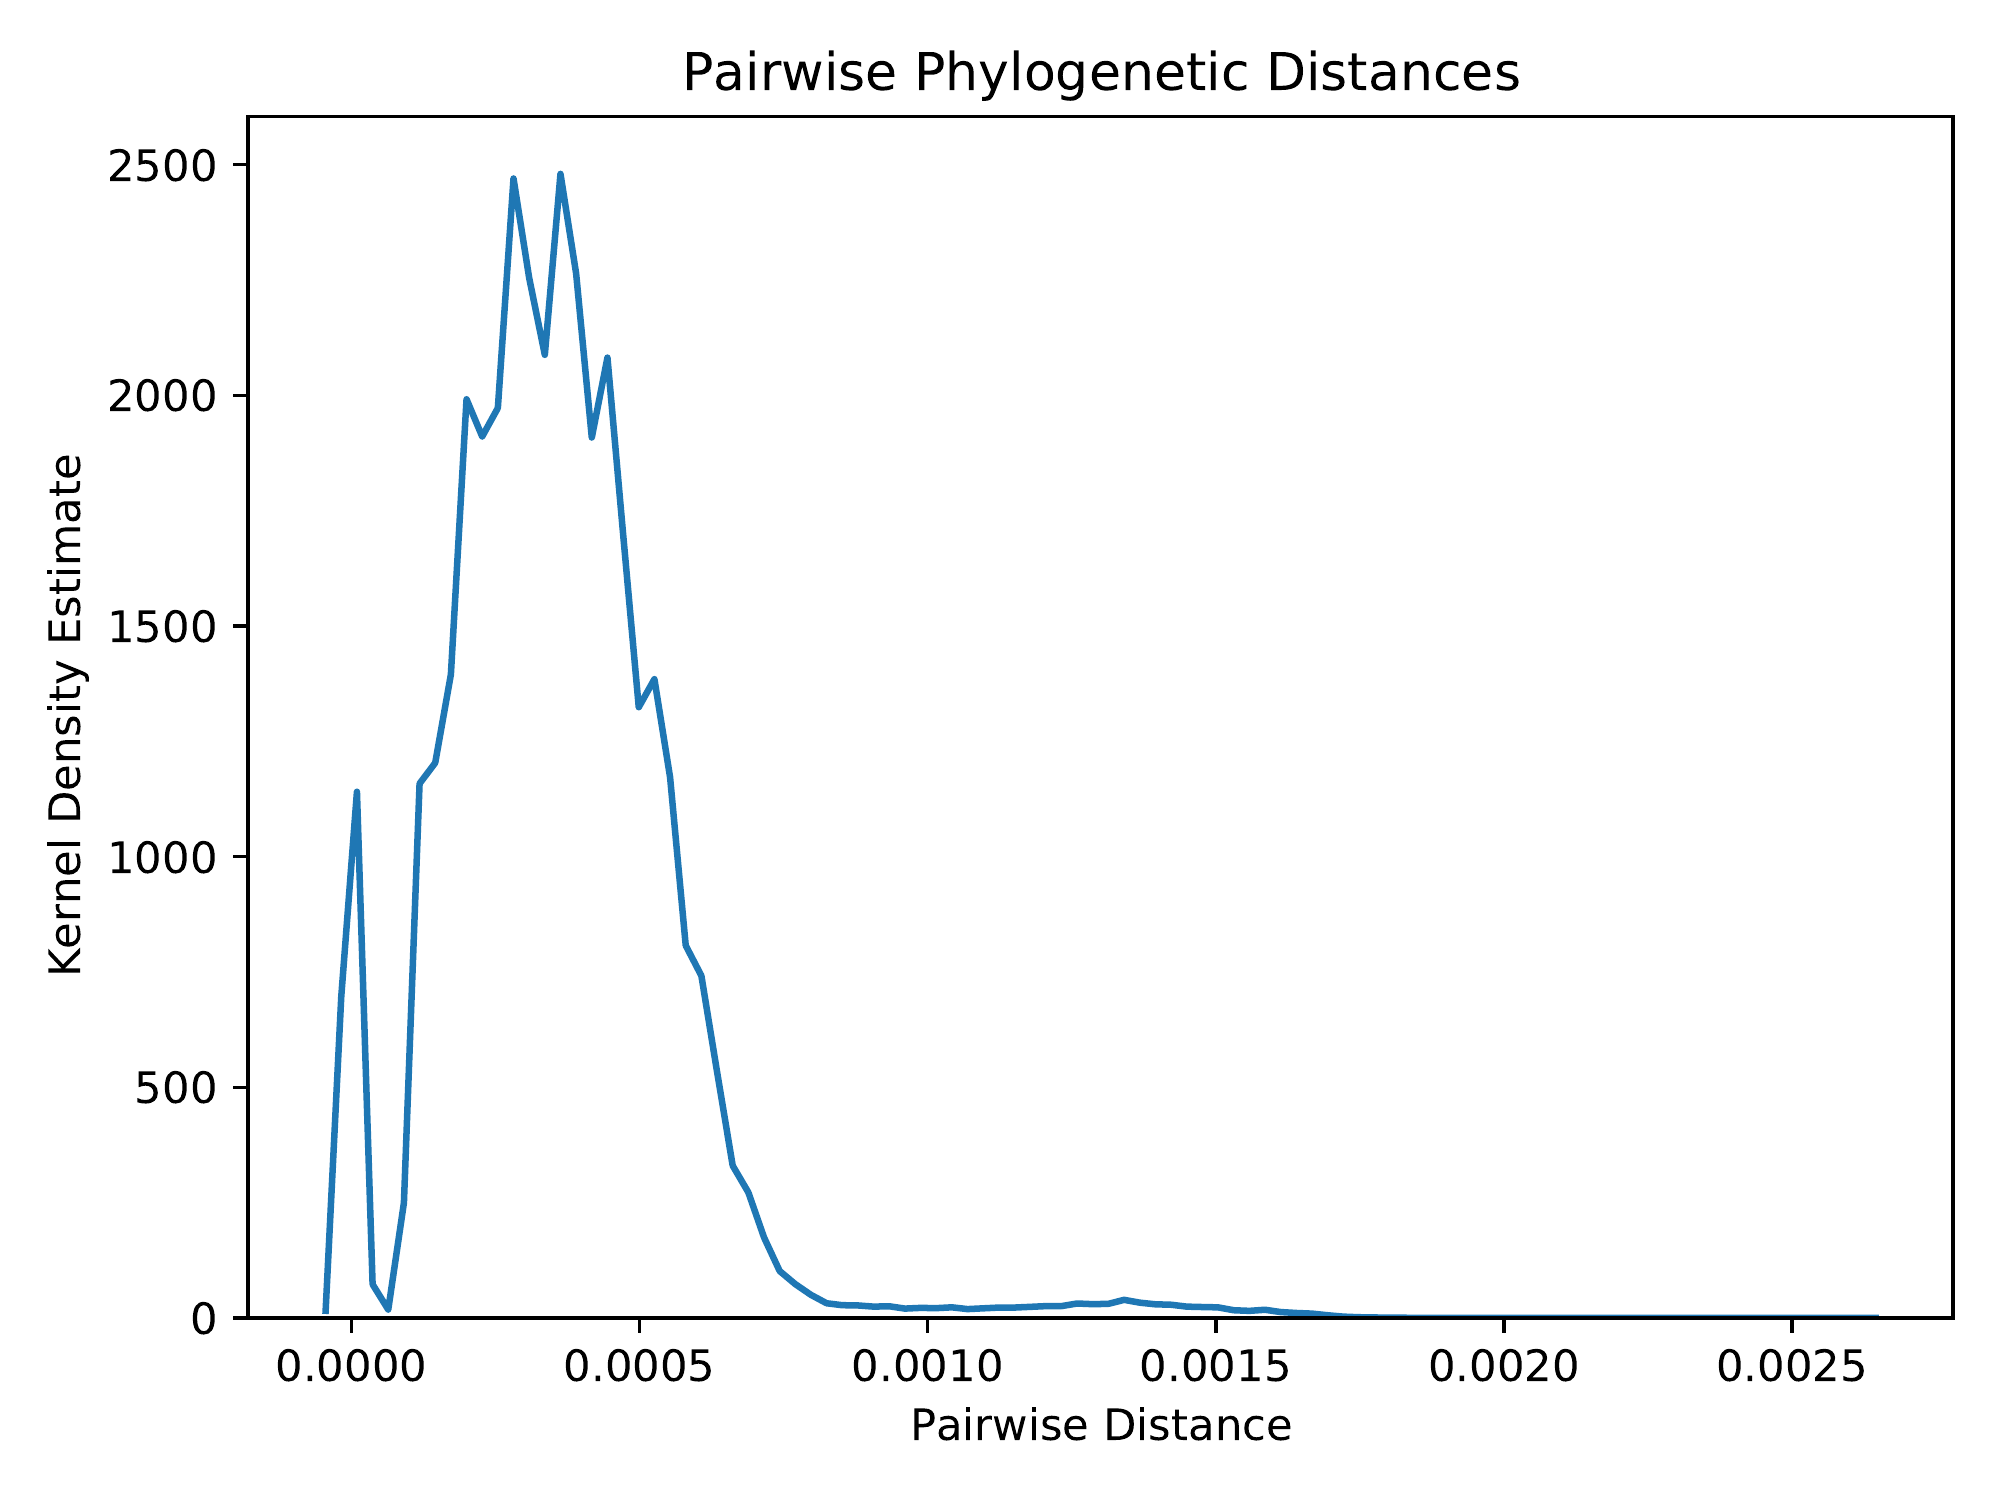 Pairwise Phylogenetic Distances
Kernel Density Estimate
2500
2000
1500
1000
500
0
0.0000 0.0005 0.0010 0.0015 0.0020 0.0025
Pairwise Distance